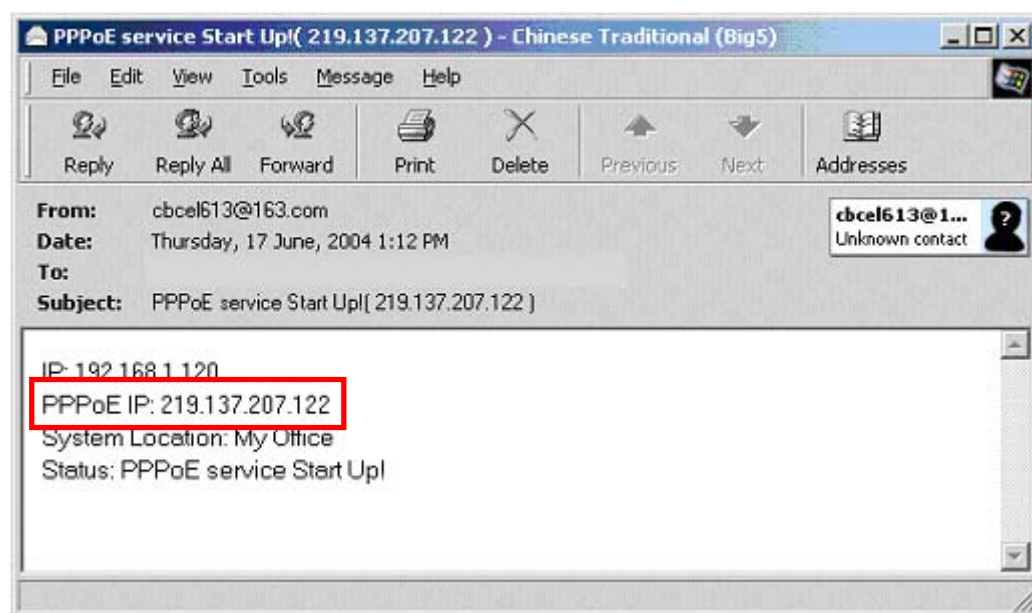 PPPoE service Start Up!( 219.137.207.122 ) - Chinese Traditional (Big5)
File Edit View Tools Message Help
Reply Reply All Forward Print Delete Previous Next Addresses
From: cbcel613@163.com
cbcel613@1...
Date: Thursday, 17 June, 2004 1:12 PM
Unknown contact
To:
Subject: PPPoE service Start Up!( 219.137.207.122 )
IP: 192.168.1.120
PPPoE IP: 219.137.207.122
System Location: My Office
Status: PPPoE service Start Up!